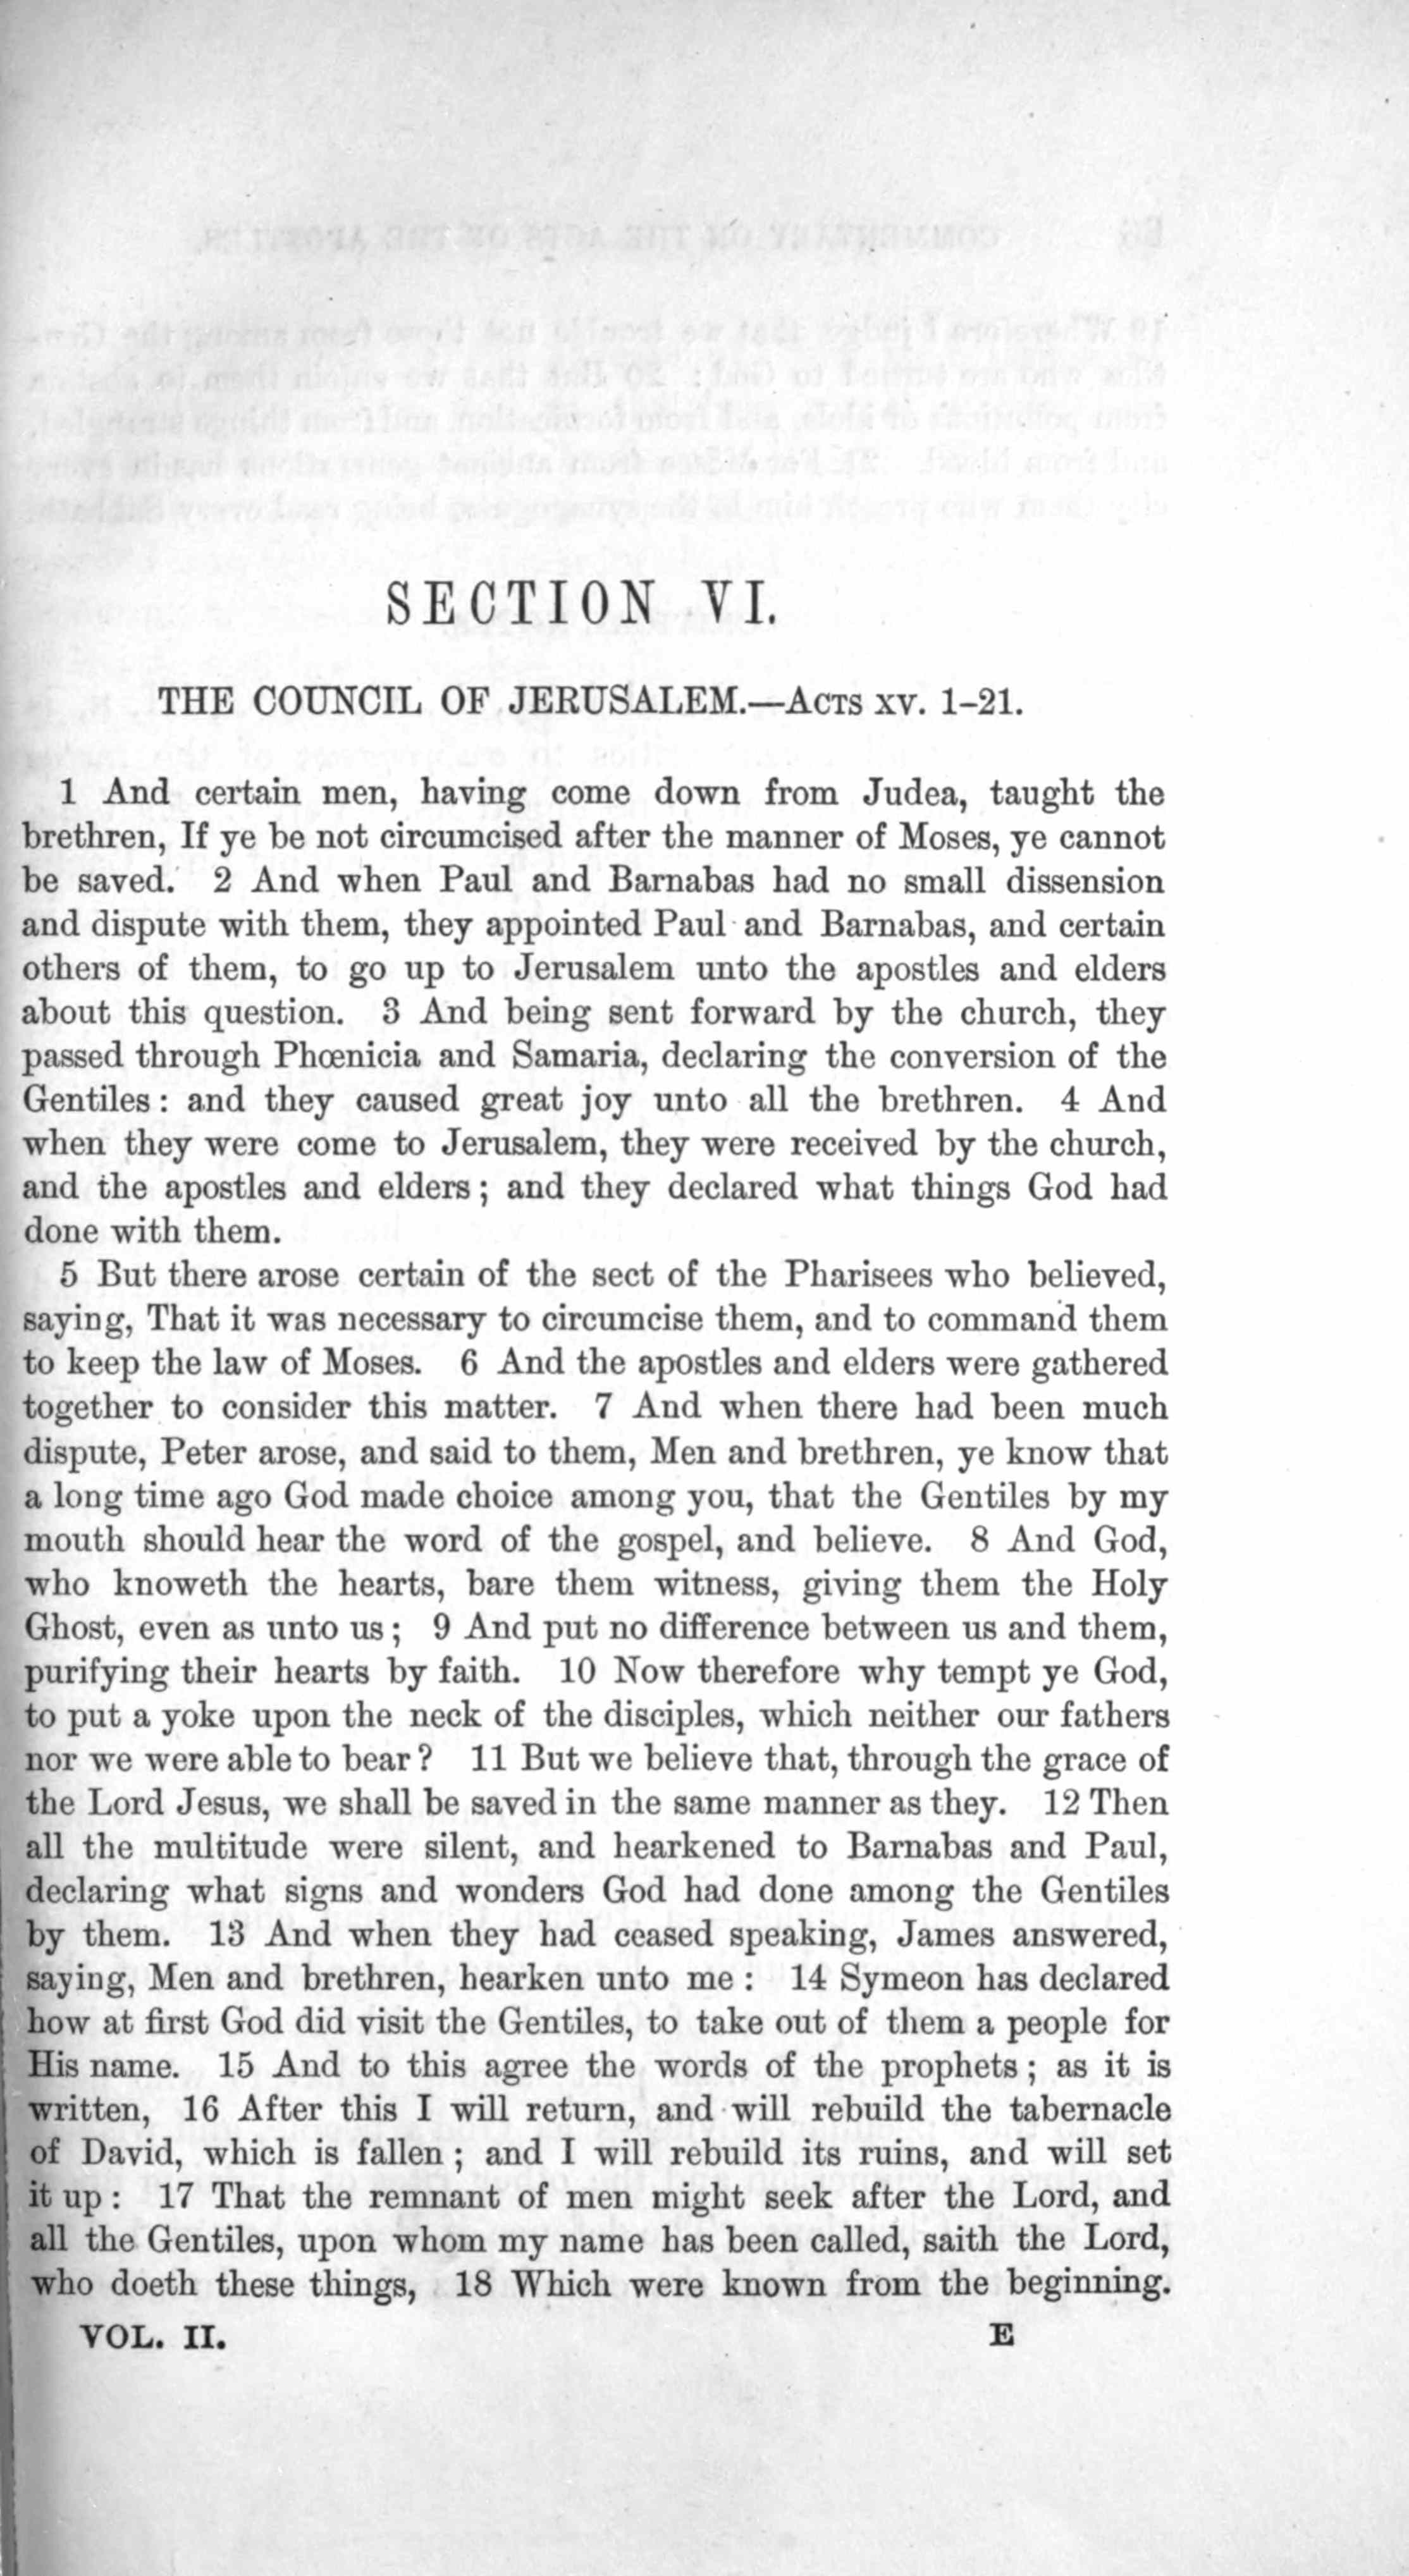 SECTION VI.
THE COUNCIL OF JERUSALEM.—ACTS XV. 1-21.
1 And certain men, having come down from Judea, taught the
brethren, If ye be not circumcised after the manner of Moses, ye cannot
be saved. 2 And when Paul and Barnabas had no small dissension
and dispute with them, they appointed Paul and Barnabas, and certain
others of them, to go up to Jerusalem unto the apostles and elders
about this question. 3 And being sent forward by the church, they
passed through Phœnicia and Samaria, declaring the conversion of the
Gentiles: and they caused great joy unto all the brethren. 4 And
when they were come to Jerusalem, they were received by the church,
and the apostles and elders; and they declared what things God had
done with them.
5 But there arose certain of the sect of the Pharisees who believed,
saying, That it was necessary to circumcise them, and to command them
to keep the law of Moses. 6 And the apostles and elders were gathered
together to consider this matter. 7 And when there had been much
dispute, Peter arose, and said to them, Men and brethren, ye know that
a long time ago God made choice among you, that the Gentiles by my
mouth should hear the word of the gospel, and believe. 8 And God,
who knoweth the hearts, bare them witness, giving them the Holy
Ghost, even as unto us; 9 And put no difference between us and them,
purifying their hearts by faith. 10 Now therefore why tempt ye God,
to put a yoke upon the neck of the disciples, which neither our fathers
nor we were able to bear? 11 But we believe that, through the grace of
the Lord Jesus, we shall be saved in the same manner as they. 12 Then
all the multitude were silent, and hearkened to Barnabas and Paul,
declaring what signs and wonders God had done among the Gentiles
by them. 13 And when they had ceased speaking, James answered,
saying, Men and brethren, hearken unto me: 14 Symeon has declared
how at first God did visit the Gentiles, to take out of them a people for
His name. 15 And to this agree the words of the prophets; as it is
written, 16 After this I will return, and will rebuild the tabernacle
of David, which is fallen; and I will rebuild its ruins, and will set
it up: 17 That the remnant of men might seek after the Lord, and
all the Gentiles, upon whom my name has been called, saith the Lord,
who doeth these things, 18 Which were known from the beginning.
VOL. II. E